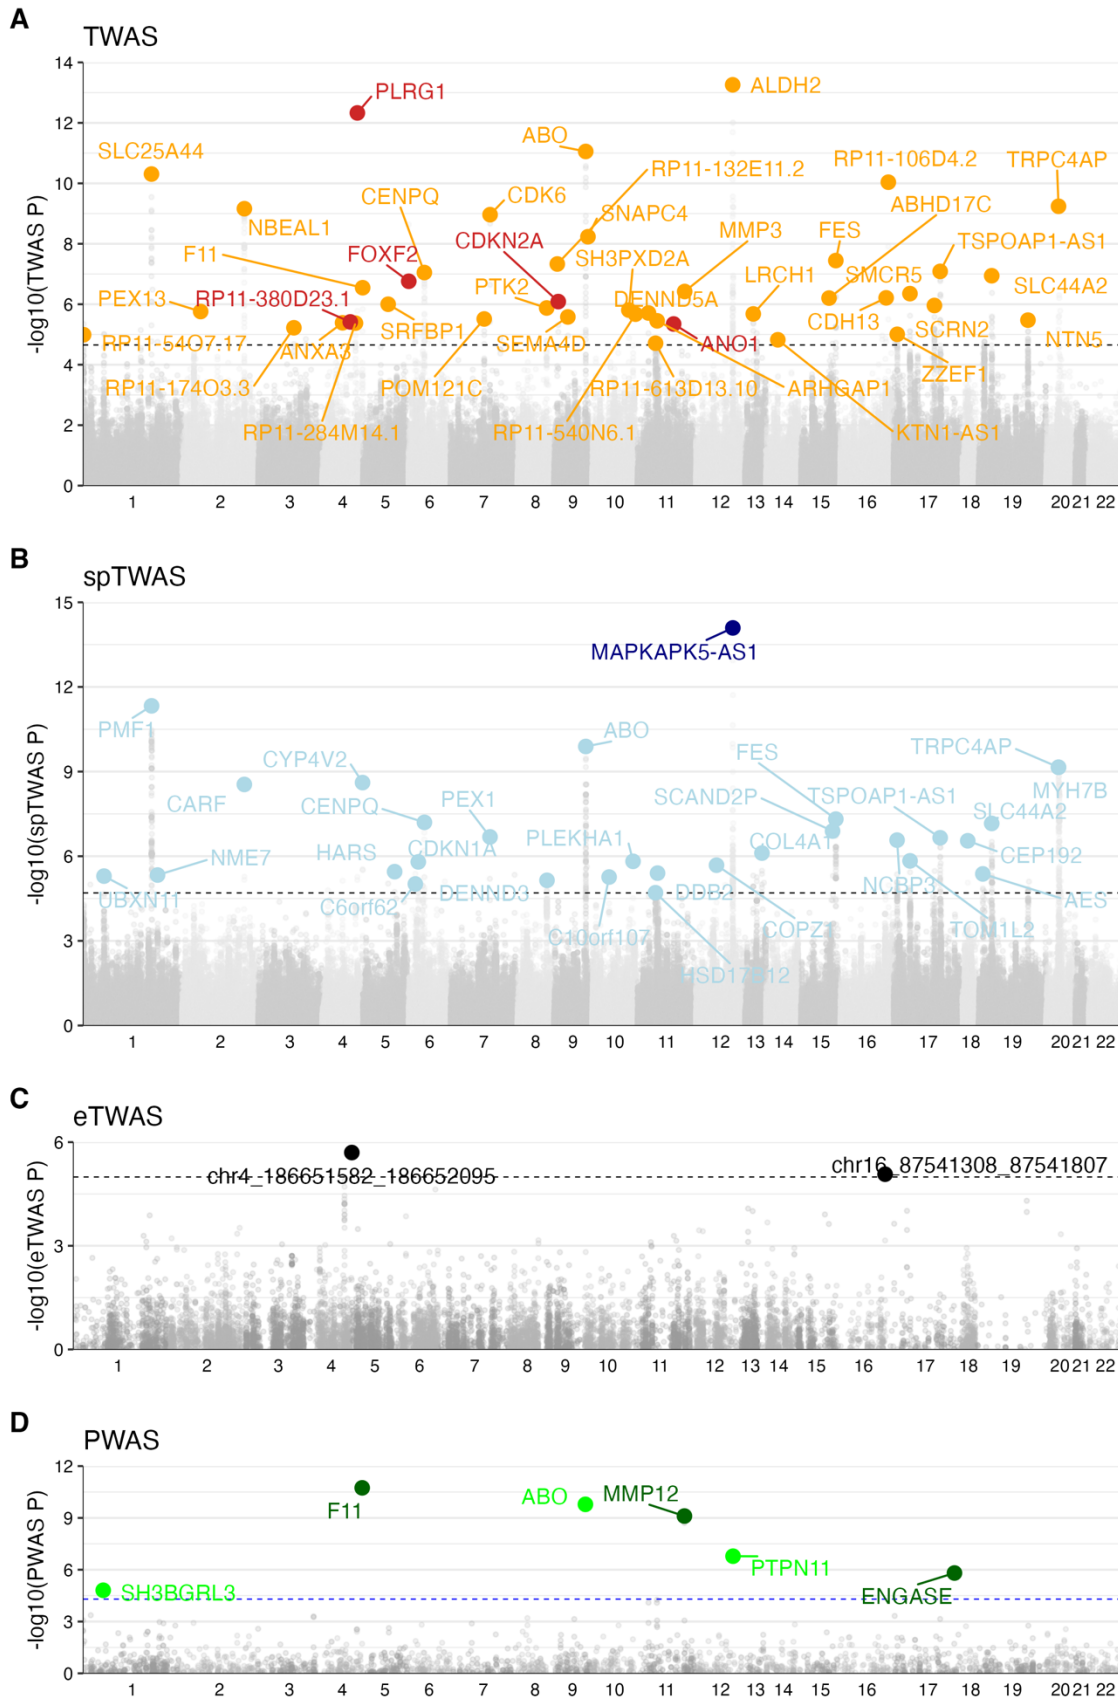 A
TWAS
-log10(TWAS P)
14
12
10
8
6
4
2
0
PLRG1
ALDH2
SLC25A44
ABO
RP11-132E11.2
RP11-106D4.2
TRPC4AP
CENPQ
CDK6
ABHD17C
NBEAL1
SNAPC4
MMP3
FES
TSPOAP1-AS1
F11
FOXF2
CDKN2A
SH3PXD2A
LRCH1
SMCR5
SLC44A2
PEX13
RP11-380D23.1
PTK2
DENND5A
CDH13
RP11-54O7.17
ANXA3
SRFBP1
SEMA4D
ANO1
SCRN2
NTN5
RP11-174O3.3
POM121C
RP11-613D13.10
ARHGAP1
ZZEF1
RP11-284M14.1
RP11-540N6.1
KTN1-AS1
1 2 3 4 5 6 7 8 9 10 11 12 13 14 15 16 17 18 19 20 21 22
B
spTWAS
-log10(spTWAS P)
15
12
9
6
3
0
MAPKAPK5-AS1
PMF1
ABO
FES
TRPC4AP
CYP4V2
CARF
CENPQ
PEX1
SCAND2P
TSPOAP1-AS1
MYH7B
SLC44A2
NME7
HARS
CDKN1A
PLEKHA1
COL4A1
CEP192
UBXN11
C6orf62
DENND3
DDB2
NCBP3
AES
C10orf107
COPZ1
TOM1L2
HSD17B12
1 2 3 4 5 6 7 8 9 10 11 12 13 14 15 16 17 18 19 20 21 22
C
eTWAS
-log10(eTWAS P)
6
3
0
chr4_186651582_186652095
chr16_87541308_87541807
1 2 3 4 5 6 7 8 9 10 11 12 13 14 15 16 17 18 19 20 21 22
D
PWAS
-log10(PWAS P)
12
9
6
3
0
F11
ABO
MMP12
PTPN11
SH3BGRL3
ENGASE
1 2 3 4 5 6 7 8 9 10 11 12 13 14 15 16 17 18 19 20 21 22